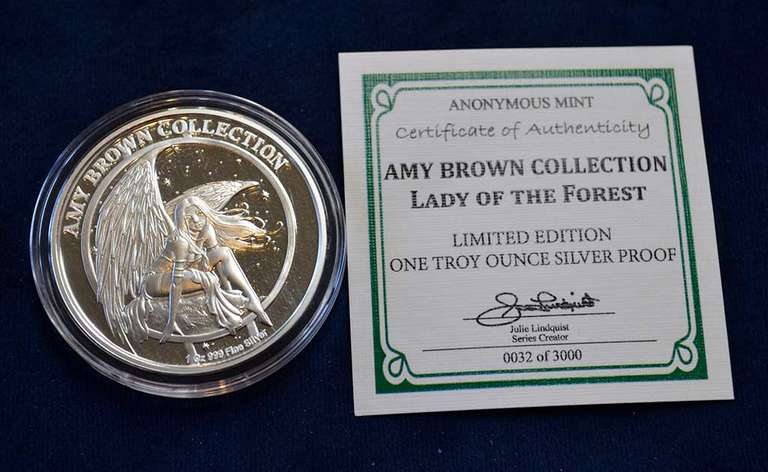 AMY BROWN COLLECTION
1 Oz 999 Fine Silver
ANONYMOUS MINT
Certificate of Authenticity
AMY BROWN COLLECTION
LADY OF THE FOREST
LIMITED EDITION
ONE TROY OUNCE SILVER PROOF
Julie Lindquist
Series Creator
0032 of 3000